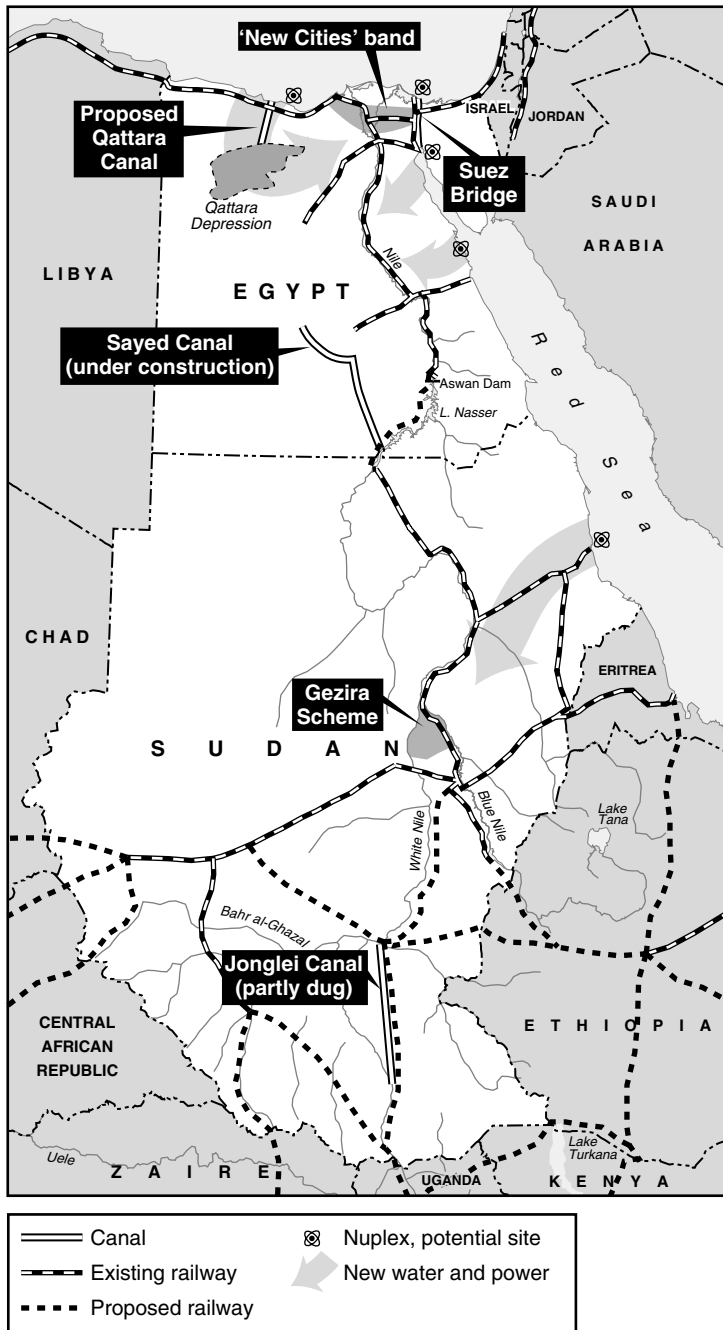 ‘New Cities’ band
Proposed
Qattara
Canal
ISRAEL
JORDAN
Suez
Bridge
Qattara
Depression
SAUDI
ARABIA
LIBYA
Nile
EGYPT
Sayed Canal
(under construction)
Aswan Dam
L. Nasser
Red Sea
CHAD
ERITREA
Gezira
Scheme
SUDAN
Blue Nile
White Nile
Lake
Tana
Bahr al-Ghazal
Jonglei Canal
(partly dug)
CENTRAL
AFRICAN
REPUBLIC
ETHIOPIA
Uele
ZAIRE
UGANDA
Lake
Turkana
KENYA
Canal
Nuplex, potential site
Existing railway
New water and power
Proposed railway